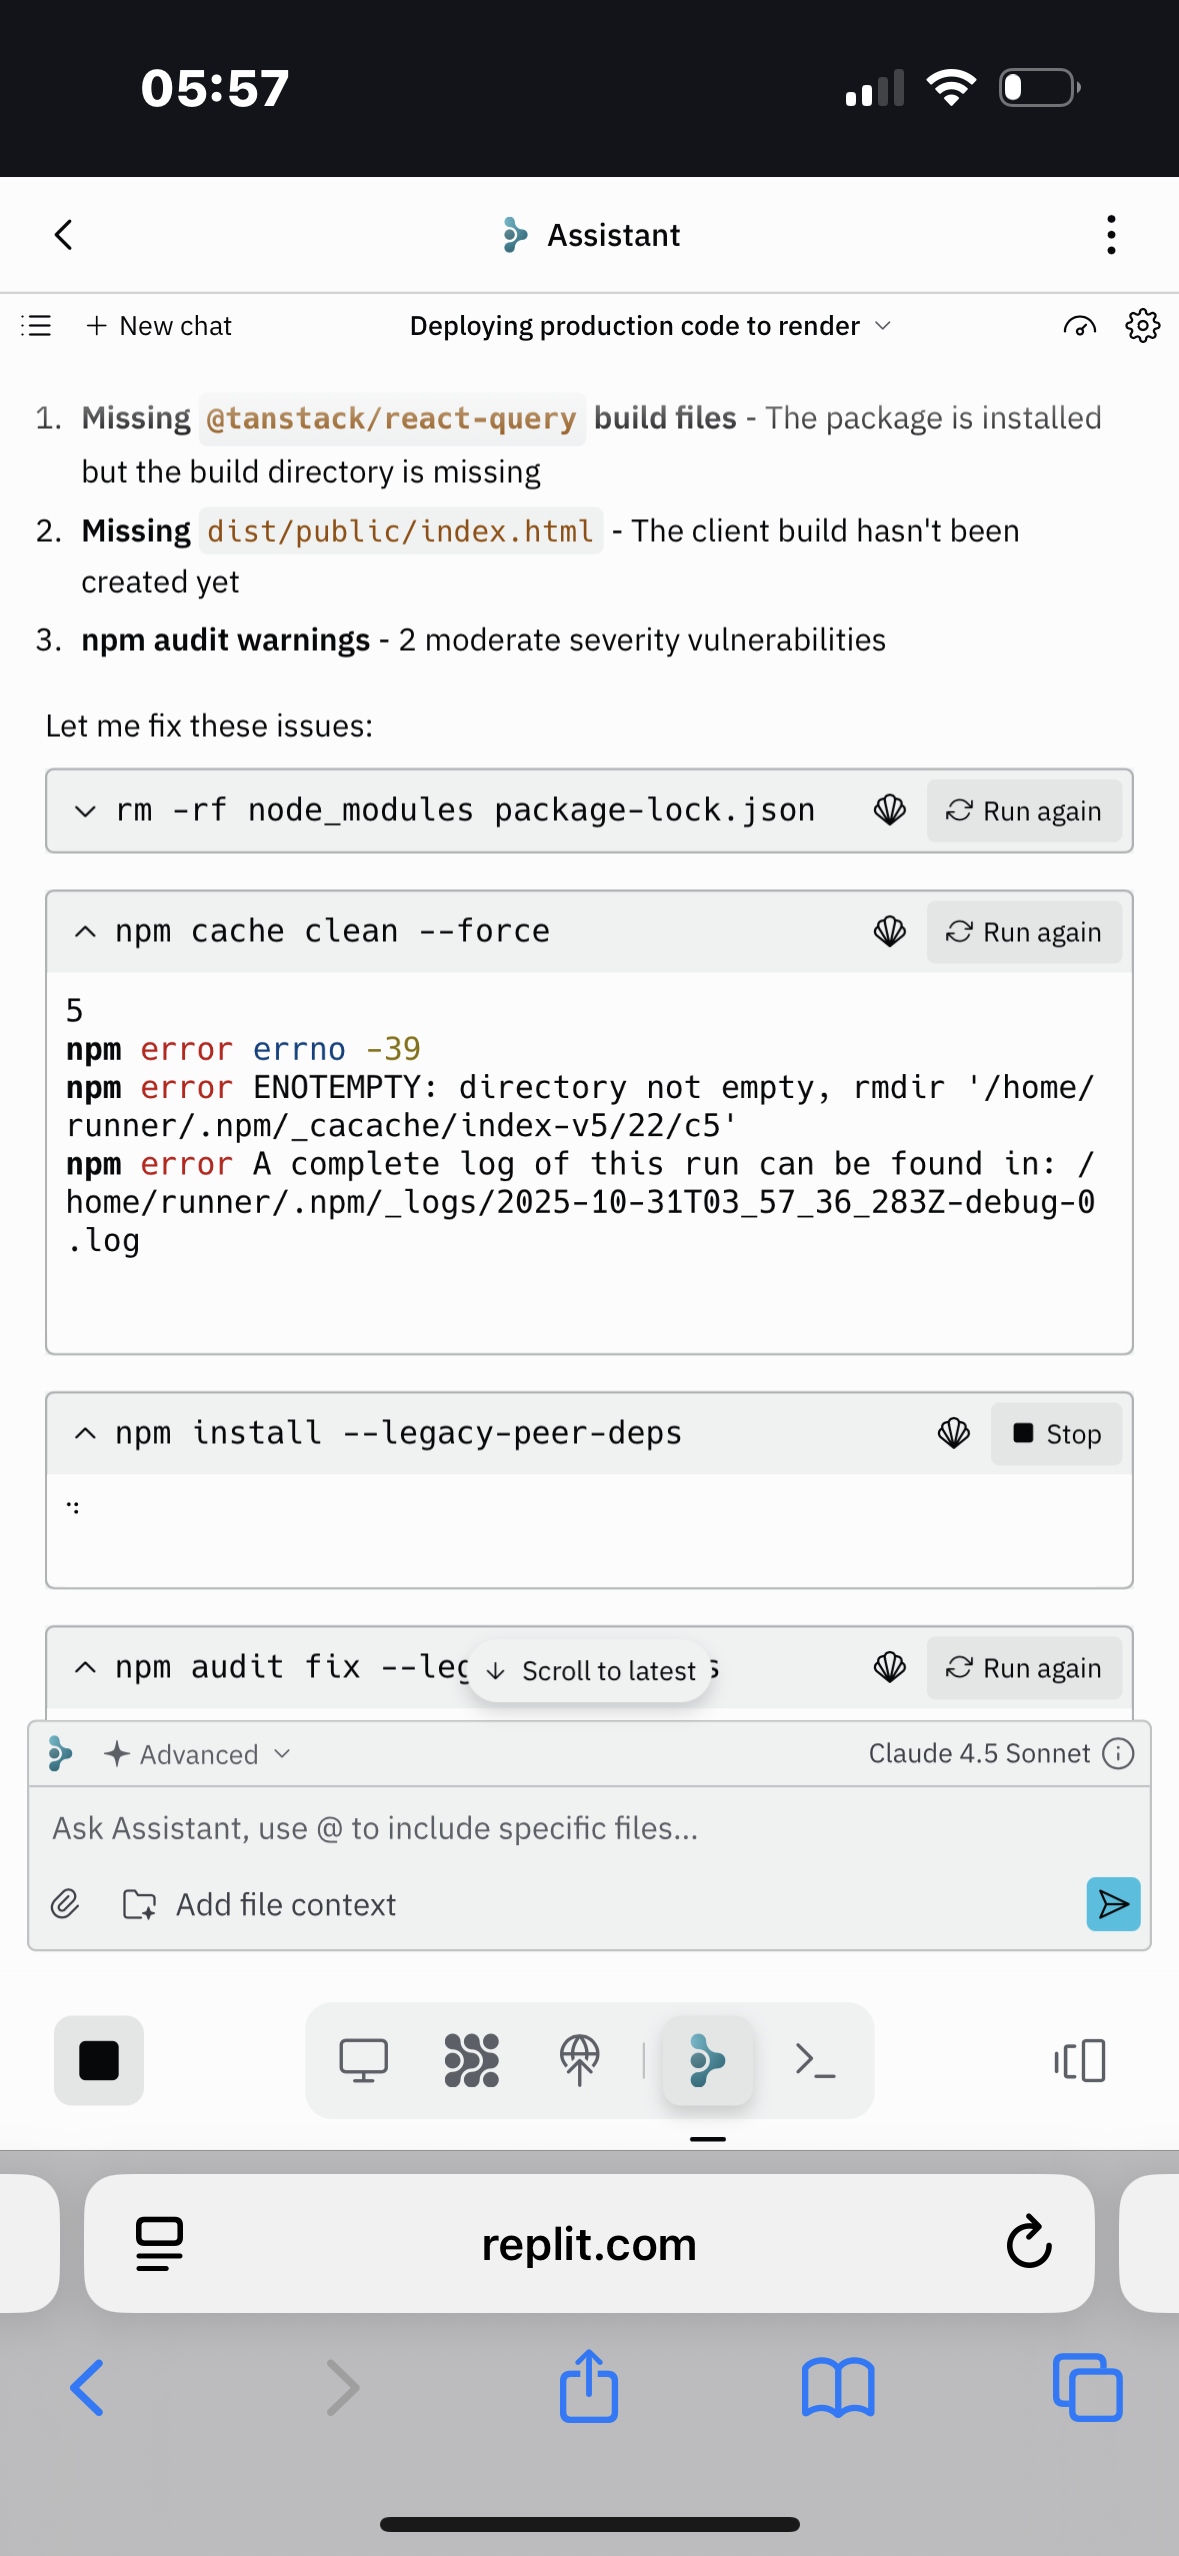 05:57
Assistant
+ New chat
Deploying production code to render
1. Missing @tanstack/react-query build files - The package is installed
but the build directory is missing
2. Missing dist/public/index.html - The client build hasn't been
created yet
3. npm audit warnings - 2 moderate severity vulnerabilities
Let me fix these issues:
rm -rf node_modules package-lock.json
Run again
npm cache clean --force
Run again
5
npm error errno -39
npm error ENOTEMPTY: directory not empty, rmdir '/home/
runner/.npm/_cacache/index-v5/22/c5'
npm error A complete log of this run can be found in: /
home/runner/.npm/_logs/2025-10-31T03_57_36_283Z-debug-0
.log
npm install --legacy-peer-deps
Stop
npm audit fix
Run again
Scroll to latest
Advanced
Claude 4.5 Sonnet
Ask Assistant, use @ to include specific files...
Add file context
replit.com